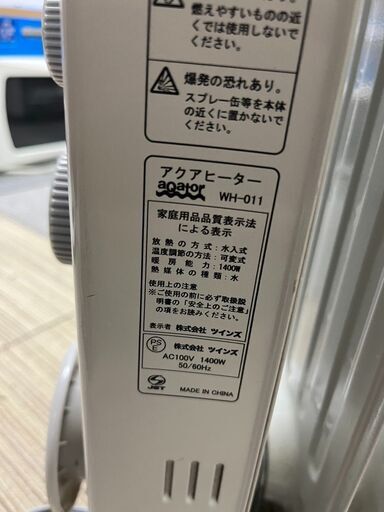 燃えやすいものの近
くでは使用しないで
ください。
爆発の恐れあり。
スプレー缶等を本体
の近くに置かないで
ください。
アクアヒーター
aqator WH-011
家庭用品品質表示法
による表示
放熱の方式:水入式
温度調節の方法:可変式
暖房能力:1400W
熱媒体の種類:水
使用上の注意
※ご使用の前に必ず取扱説
明書の「安全上のご注意」
の項をお読みください。
表示者 株式会社 ツインズ
PS
E 株式会社 ツインズ
AC100V 1400W
50/60Hz
JET MADE IN CHINA